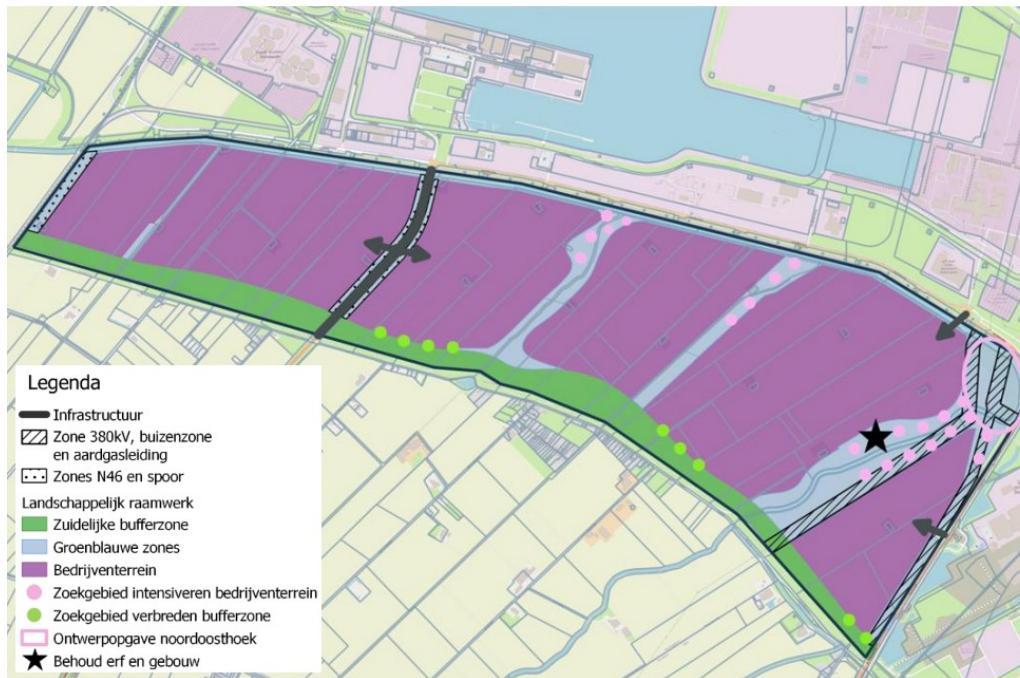 Legenda
Infrastructuur
Zone 380kV, buizenzone
en aardgasleiding
Zones N46 en spoor
Landschappelijk raamwerk
Zuidelijke bufferzone
Groenblauwe zones
Bedrijventerrein
Zoekgebied intensiveren bedrijventerrein
Zoekgebied verbreden bufferzone
Ontwerpopgave noordoosthoek
Behoud erf en gebouw